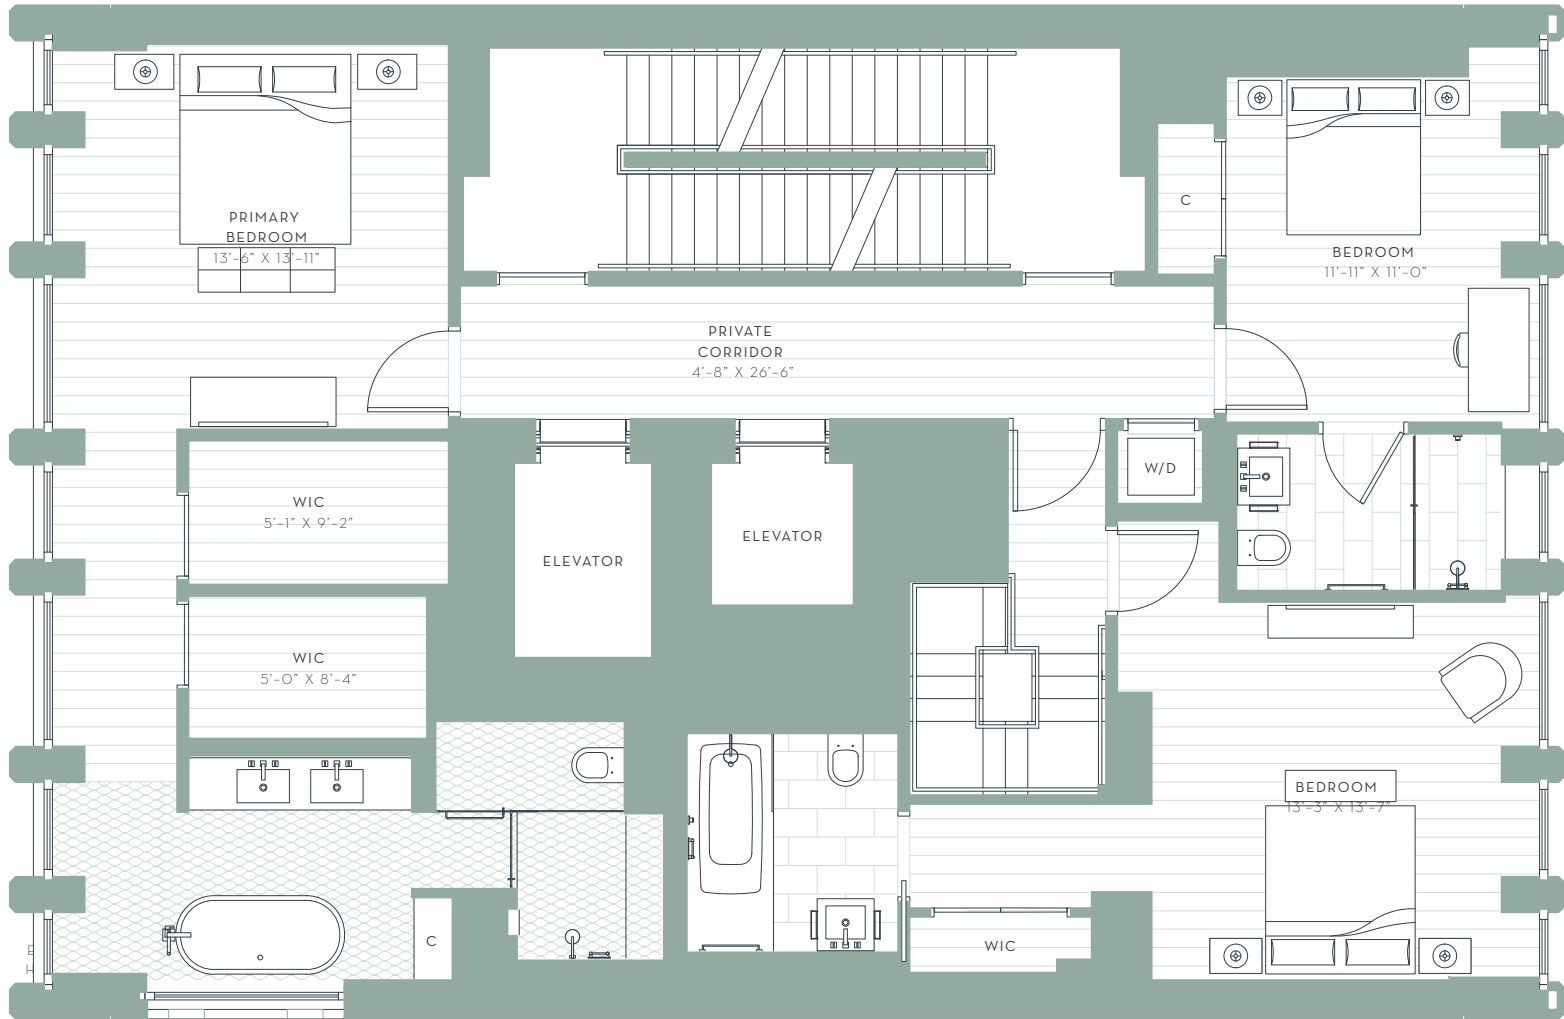 PRIMARY
BEDROOM
13'-6" X 13'-11"
C
BEDROOM
11'-11" X 11'-0"
PRIVATE
CORRIDOR
4'-8" X 26'-6"
WIC
5'-1" X 9'-2"
ELEVATOR
ELEVATOR
W/D
WIC
5'-0" X 8'-4"
BEDROOM
13'-3" X 13'-7"
C
WIC
E
H